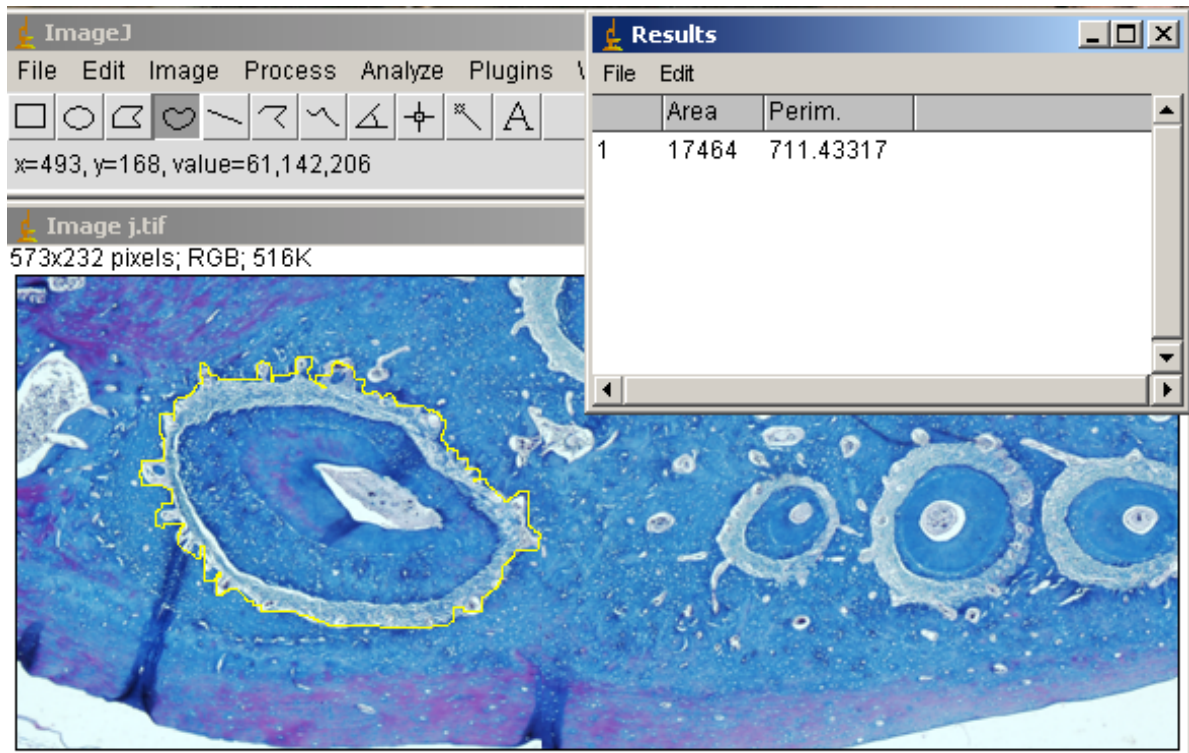 ImageJ
File Edit Image Process Analyze Plugins
A
x=493, y=168, value=61,142,206
Image j.tif
573x232 pixels; RGB; 516K
Results
File Edit
Area Perim.
1 17464 711.43317